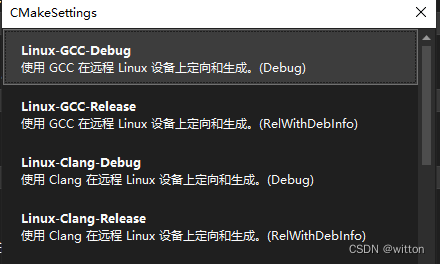 CMakeSettings
Linux-GCC-Debug
使用 GCC 在远程 Linux 设备上定向和生成。(Debug)
Linux-GCC-Release
使用 GCC 在远程 Linux 设备上定向和生成。(RelWithDebInfo)
Linux-Clang-Debug
使用 Clang 在远程 Linux 设备上定向和生成。(Debug)
Linux-Clang-Release
使用 Clang 在远程 Linux 设备上定向和生成。(RelWithDebInfo)
CSDN @witton